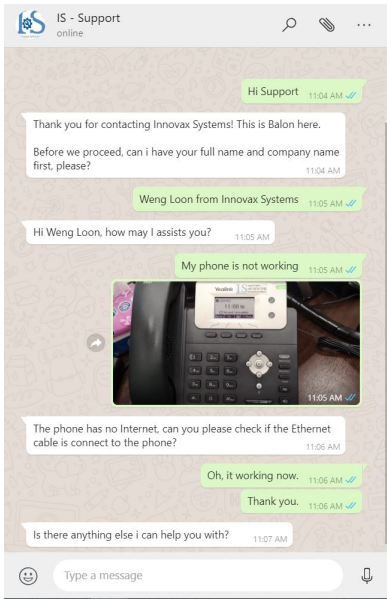 IS - Support
online
Hi Support 11:04 AM
Thank you for contacting Innovax Systems! This is Balon here.
Before we proceed, can i have your full name and company name
first, please?
11:04 AM
Weng Loon from Innovax Systems 11:05 AM
Hi Weng Loon, how may I assists you? 11:05 AM
My phone is not working 11:05 AM
Yealink
11:00
11:05 AM
The phone has no Internet, can you please check if the Ethernet
cable is connect to the phone?
11:06 AM
Oh, it working now. 11:06 AM
Thank you. 11:06 AM
Is there anything else i can help you with? 11:07 AM
Type a message